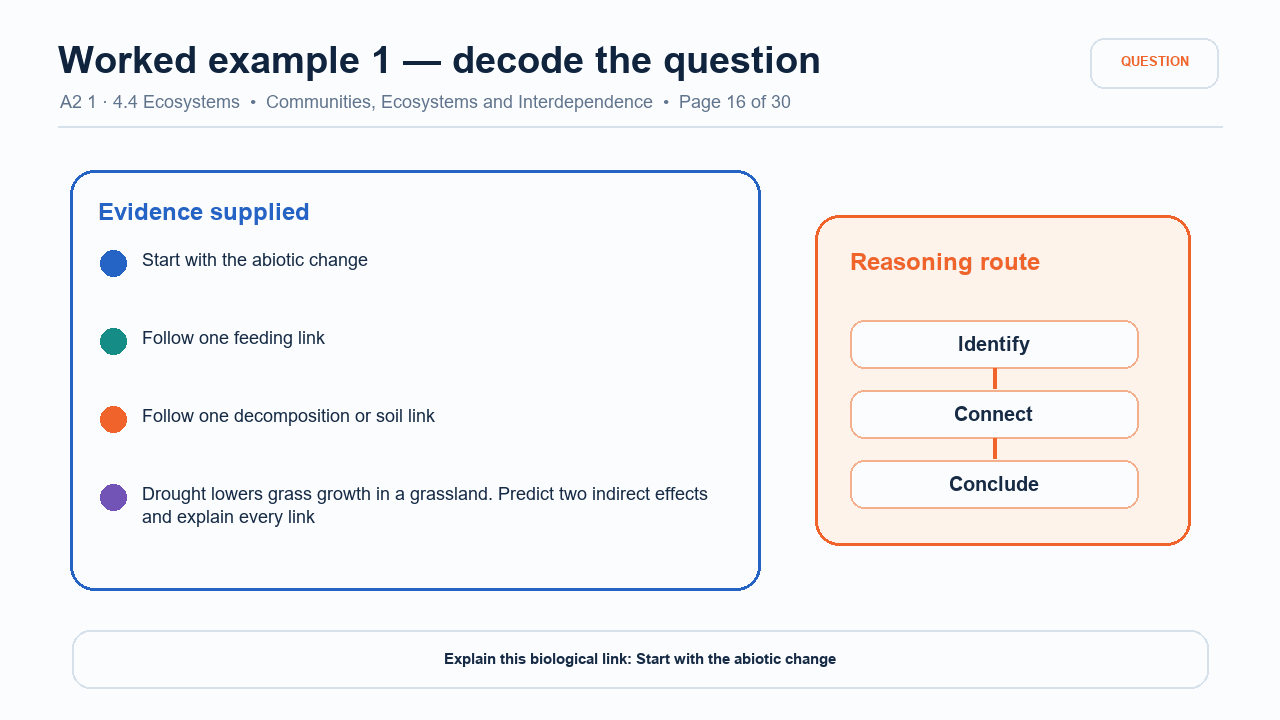 Worked example 1 — decode the question
A2 1 · 4.4 Ecosystems • Communities, Ecosystems and Interdependence • Page 16 of 30
QUESTION
Evidence supplied
Start with the abiotic change
Follow one feeding link
Follow one decomposition or soil link
Drought lowers grass growth in a grassland. Predict two indirect effects
and explain every link
Reasoning route
Identify
Connect
Conclude
Explain this biological link: Start with the abiotic change